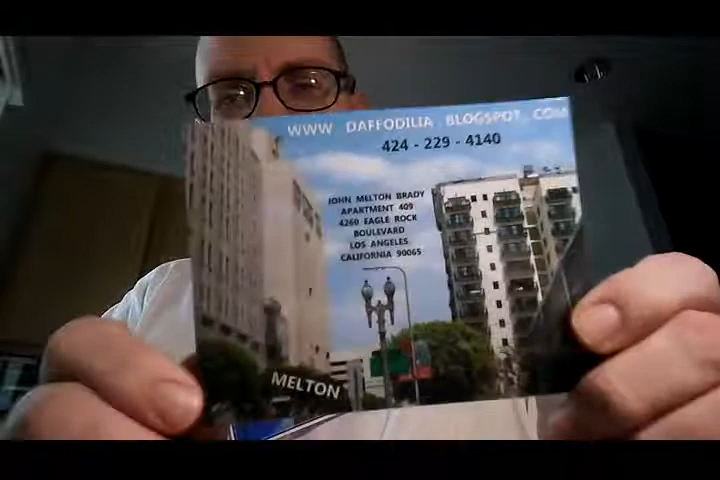 WWW DAFFODILIA BLOGSPOT. COM
424 - 229 - 4140
JOHN MELTON BRADY
APARTMENT 409
4260 EAGLE ROCK
BOULEVARD
LOS ANGELES
CALIFORNIA 90065
MELTON